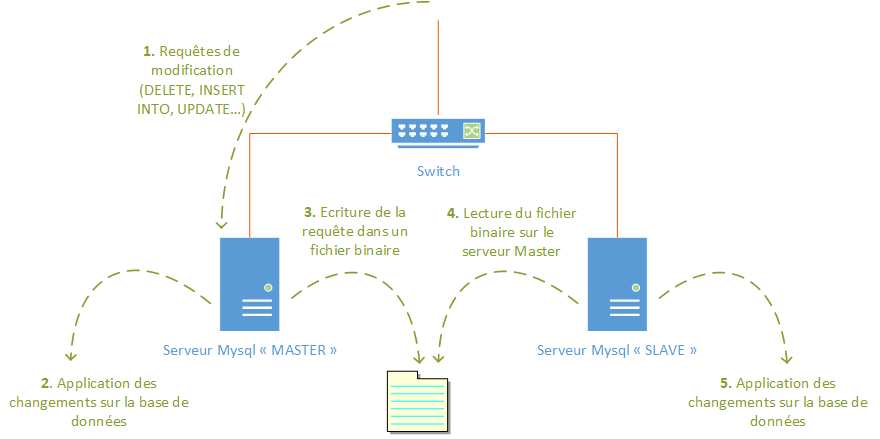 1. Requêtes de
modification
(DELETE, INSERT
INTO, UPDATE...)
Switch
3. Ecriture de la
requête dans un
fichier binaire
4. Lecture du fichier
binaire sur le
serveur Master
Serveur Mysql « MASTER »
Serveur Mysql « SLAVE »
2. Application des
changements sur la base de
données
5. Application des
changements sur la base de
données